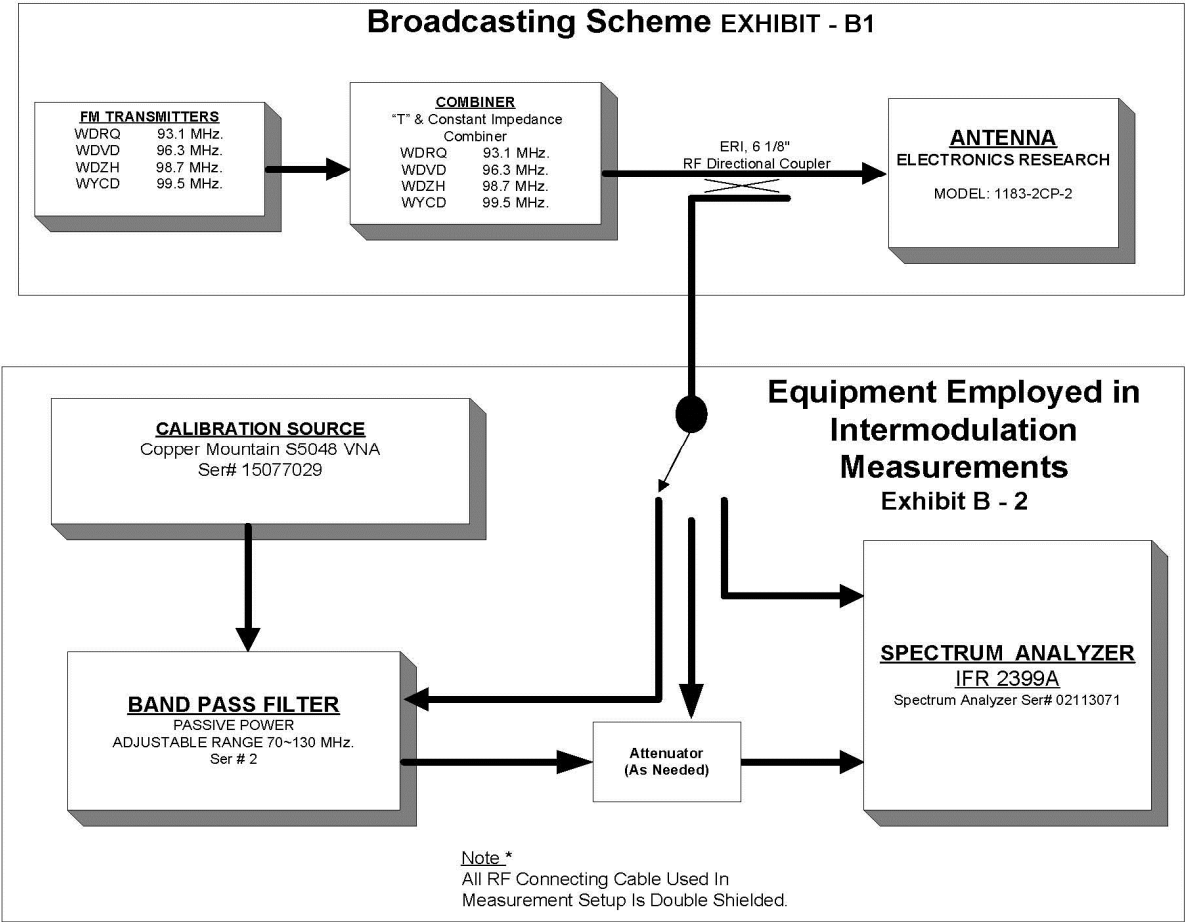 Broadcasting Scheme EXHIBIT - B1
FM TRANSMITTERS
WDRQ 93.1 MHz.
WDVD 96.3 MHz.
WDZH 98.7 MHz.
WYCD 99.5 MHz.
COMBINER
“T” & Constant Impedance
Combiner
WDRQ 93.1 MHz.
WDVD 96.3 MHz.
WDZH 98.7 MHz.
WYCD 99.5 MHz.
ERI, 6 1/8"
RF Directional Coupler
ANTENNA
ELECTRONICS RESEARCH
MODEL: 1183-2CP-2
Equipment Employed in
Intermodulation
Measurements
Exhibit B - 2
CALIBRATION SOURCE
Copper Mountain S5048 VNA
Ser# 15077029
BAND PASS FILTER
PASSIVE POWER
ADJUSTABLE RANGE 70~130 MHz.
Ser # 2
Attenuator
(As Needed)
SPECTRUM ANALYZER
IFR 2399A
Spectrum Analyzer Ser# 02113071
Note *
All RF Connecting Cable Used In
Measurement Setup Is Double Shielded.